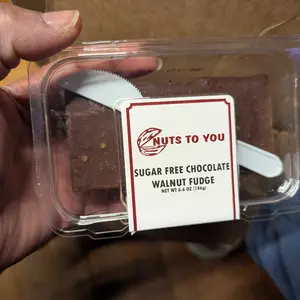 NUTS TO YOU
SUGAR FREE CHOCOLATE
WALNUT FUDGE
NET WT 6.6 OZ (186g)